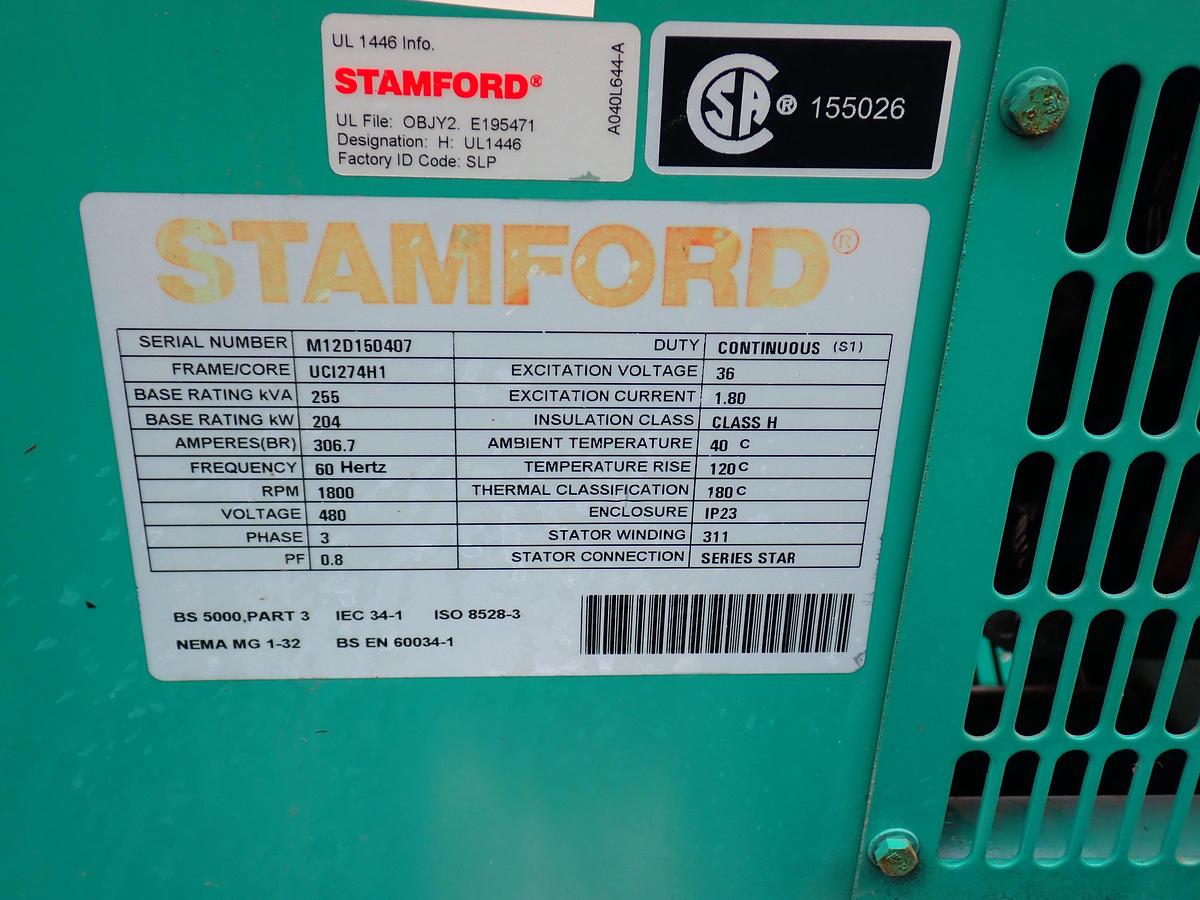 UL 1446 Info.
STAMFORD®
UL File: OBJY2. E195471
Designation: H: UL1446
Factory ID Code: SLP
A040L644-A
CSA ® 155026
STAMFORD®
SERIAL NUMBER M12D150407 DUTY CONTINUOUS (S1)
FRAME/CORE UCI274H1 EXCITATION VOLTAGE 36
BASE RATING kVA 255 EXCITATION CURRENT 1.80
BASE RATING kW 204 INSULATION CLASS CLASS H
AMPERES(BR) 306.7 AMBIENT TEMPERATURE 40 C
FREQUENCY 60 Hertz TEMPERATURE RISE 120 C
RPM 1800 THERMAL CLASSIFICATION 180 C
VOLTAGE 480 ENCLOSURE IP23
PHASE 3 STATOR WINDING 311
PF 0.8 STATOR CONNECTION SERIES STAR
BS 5000,PART 3 IEC 34-1 ISO 8528-3
NEMA MG 1-32 BS EN 60034-1